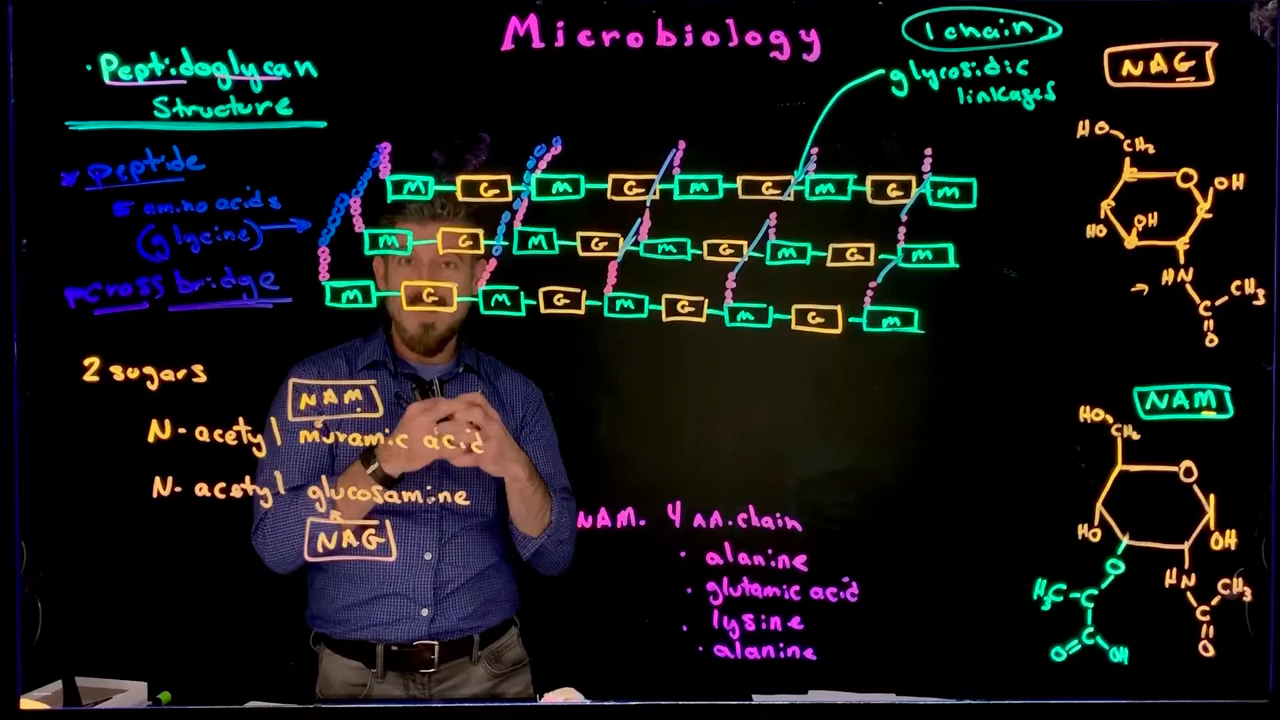 Microbiology
1 chain
glycosidic
linkages
· Peptidoglycan
Structure
* Peptide
5 amino acids
(glycine)
cross bridge
M G M G M G M G M
M G M G M G M G M
M G M G M G M G M
2 sugars
NAM
N-acetyl muramic acid
N-acetyl glucosamine
NAG
NAM. 4 AA. chain
· alanine
· glutamic acid
· lysine
· alanine
NAG
HO
CH₂
O
OH
OH
HO
HN
CH₃
C
O
NAM
HO
CH₂
O
HO
OH
O
HN
CH₃
H₃C-C
C
C
O
OH
O